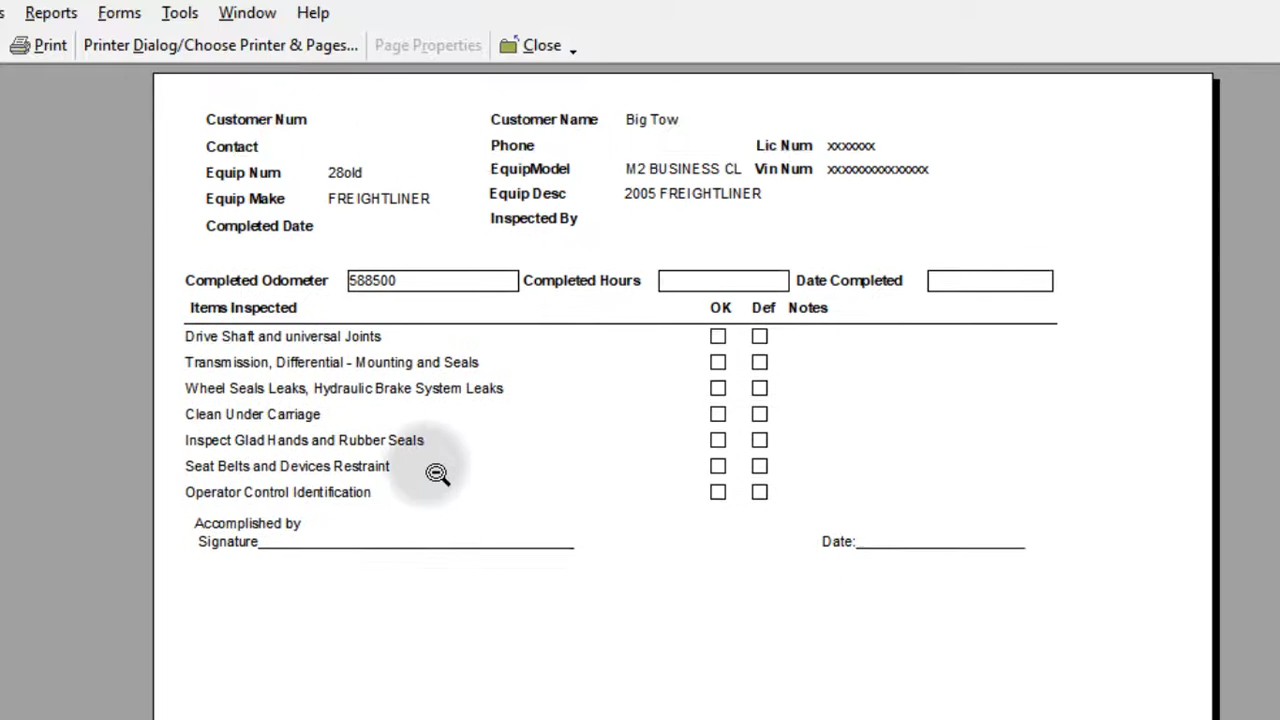 s Reports Forms Tools Window Help
Print Printer Dialog/Choose Printer & Pages... Page Properties Close
Customer Num Customer Name Big Tow
Contact Phone Lic Num xxxxxxx
Equip Num 28old EquipModel M2 BUSINESS CL Vin Num xxxxxxxxxxxxxxx
Equip Make FREIGHTLINER Equip Desc 2005 FREIGHTLINER
Completed Date Inspected By
Completed Odometer 588500 Completed Hours Date Completed
Items Inspected OK Def Notes
Drive Shaft and universal Joints
Transmission, Differential - Mounting and Seals
Wheel Seals Leaks, Hydraulic Brake System Leaks
Clean Under Carriage
Inspect Glad Hands and Rubber Seals
Seat Belts and Devices Restraint
Operator Control Identification
Accomplished by
Signature Date: